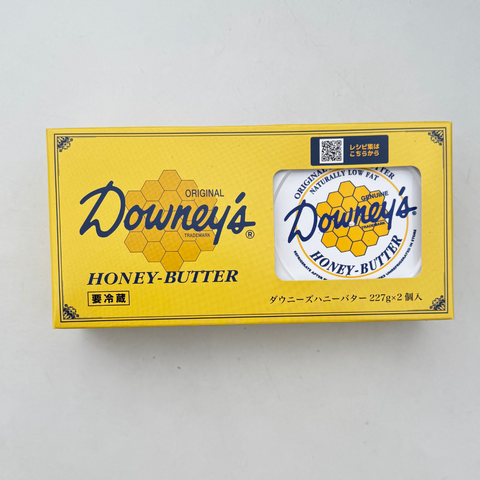 レシピ集は
こちらから
ORIGINAL
Downey's®
TRADEMARK
HONEY-BUTTER
要冷蔵
NATURALLY LOW FAT
GENUINE
Downey's
TRADEMARK
HONEY-BUTTER
ダウニーズハニーバター 227g×2個入